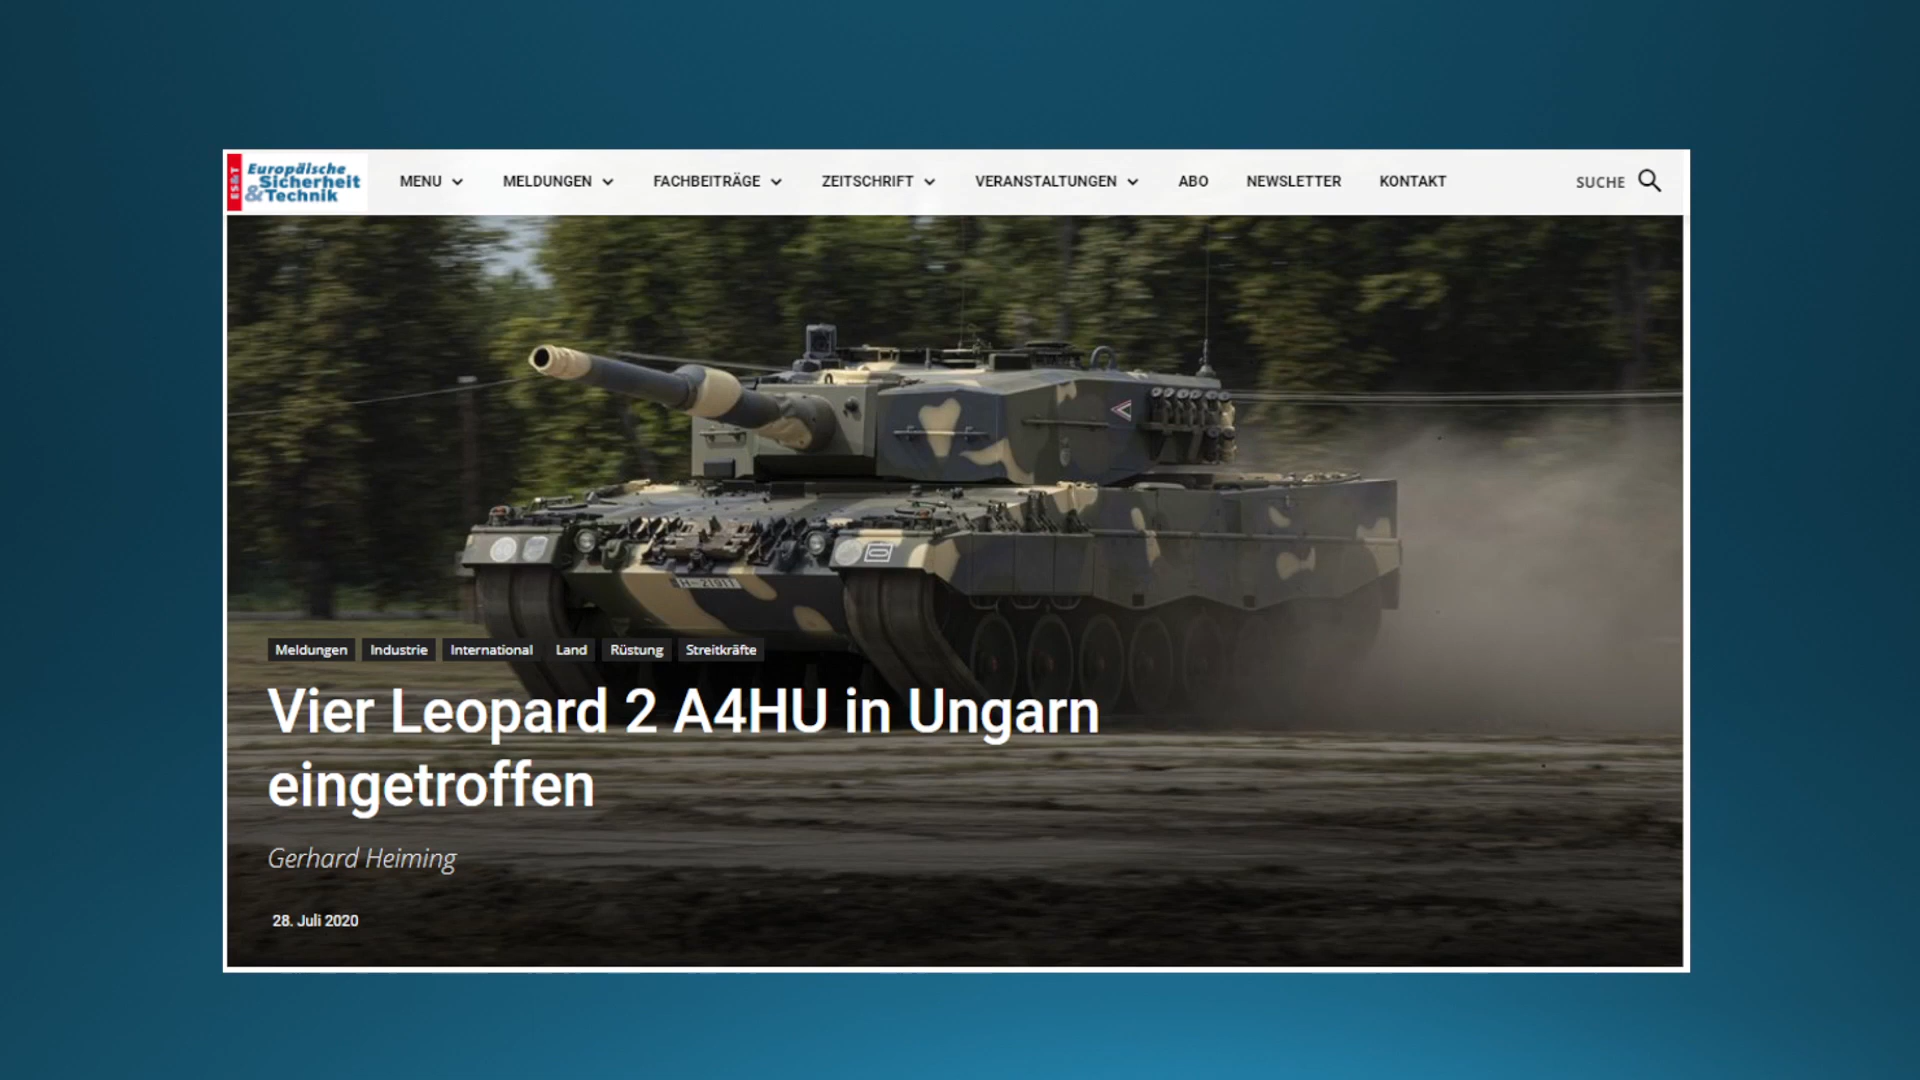 ES&T
Europäische
Sicherheit
&Technik
MENU
MELDUNGEN
FACHBEITRÄGE
ZEITSCHRIFT
VERANSTALTUNGEN
ABO
NEWSLETTER
KONTAKT
SUCHE
Meldungen
Industrie
International
Land
Rüstung
Streitkräfte
Vier Leopard 2 A4HU in Ungarn
eingetroffen
Gerhard Heiming
28. Juli 2020